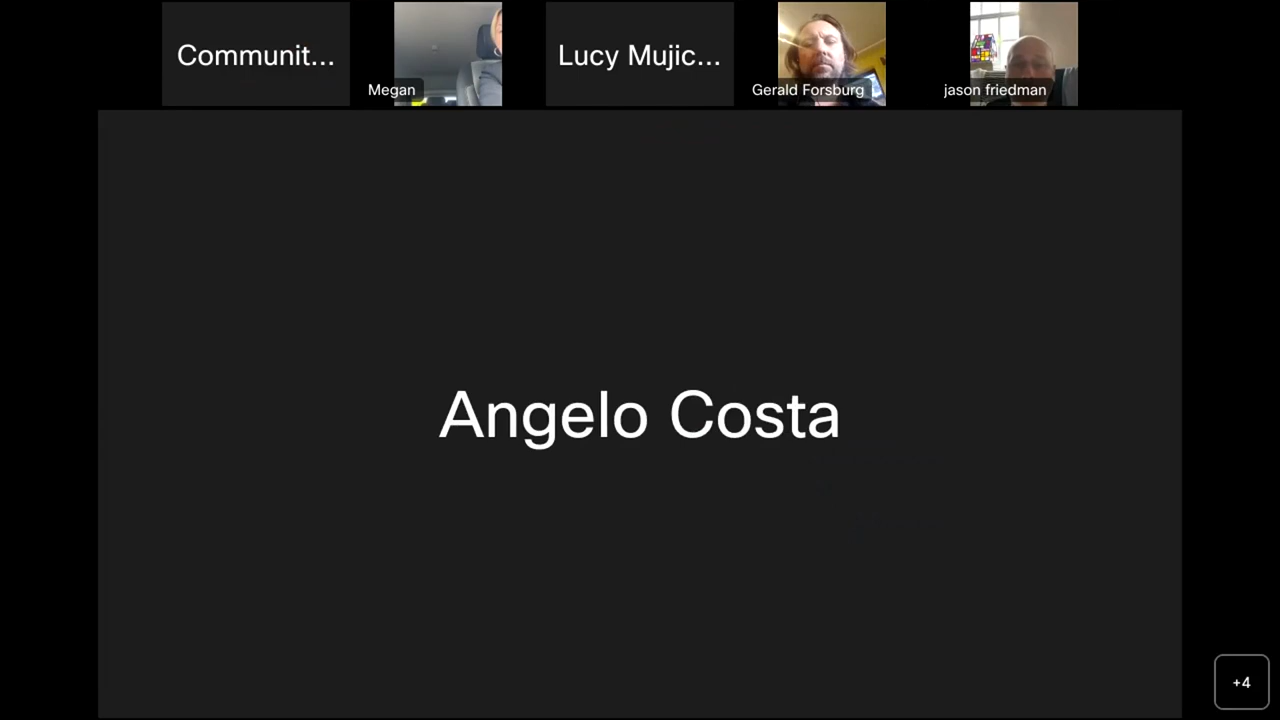 Communit...
Megan
Lucy Mujic...
Gerald Forsburg
jason friedman
Angelo Costa
+4